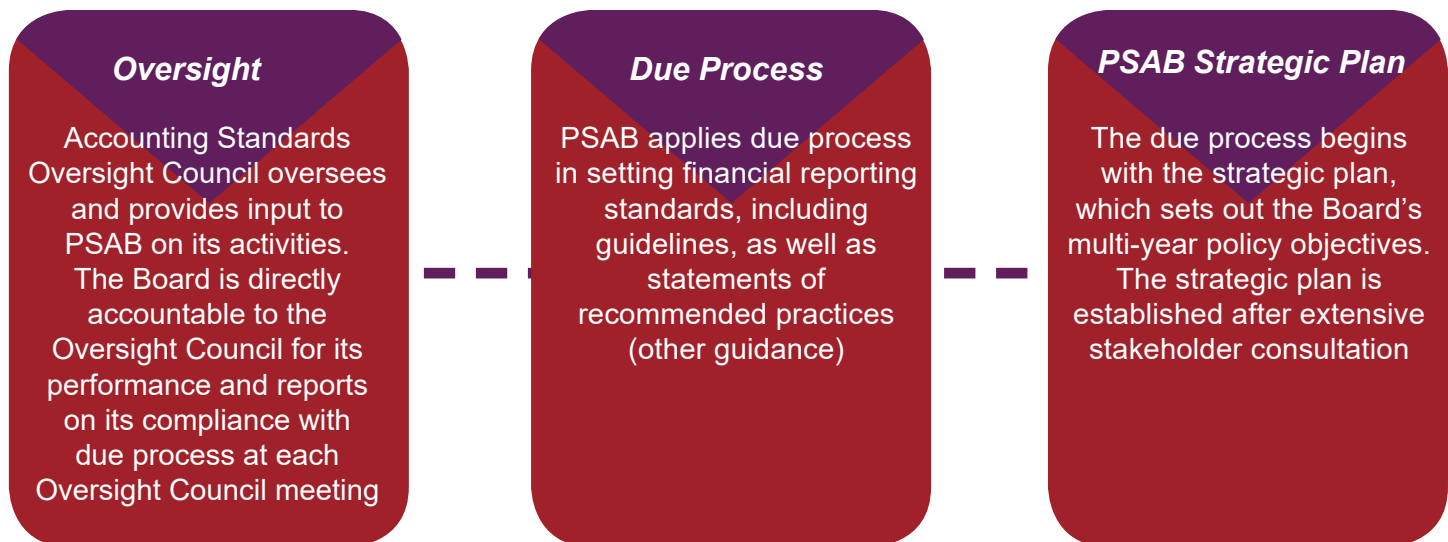 Oversight
Accounting Standards
Oversight Council oversees
and provides input to
PSAB on its activities.
The Board is directly
accountable to the
Oversight Council for its
performance and reports
on its compliance with
due process at each
Oversight Council meeting
Due Process
PSAB applies due process
in setting financial reporting
standards, including
guidelines, as well as
statements of
recommended practices
(other guidance)
PSAB Strategic Plan
The due process begins
with the strategic plan,
which sets out the Board’s
multi-year policy objectives.
The strategic plan is
established after extensive
stakeholder consultation